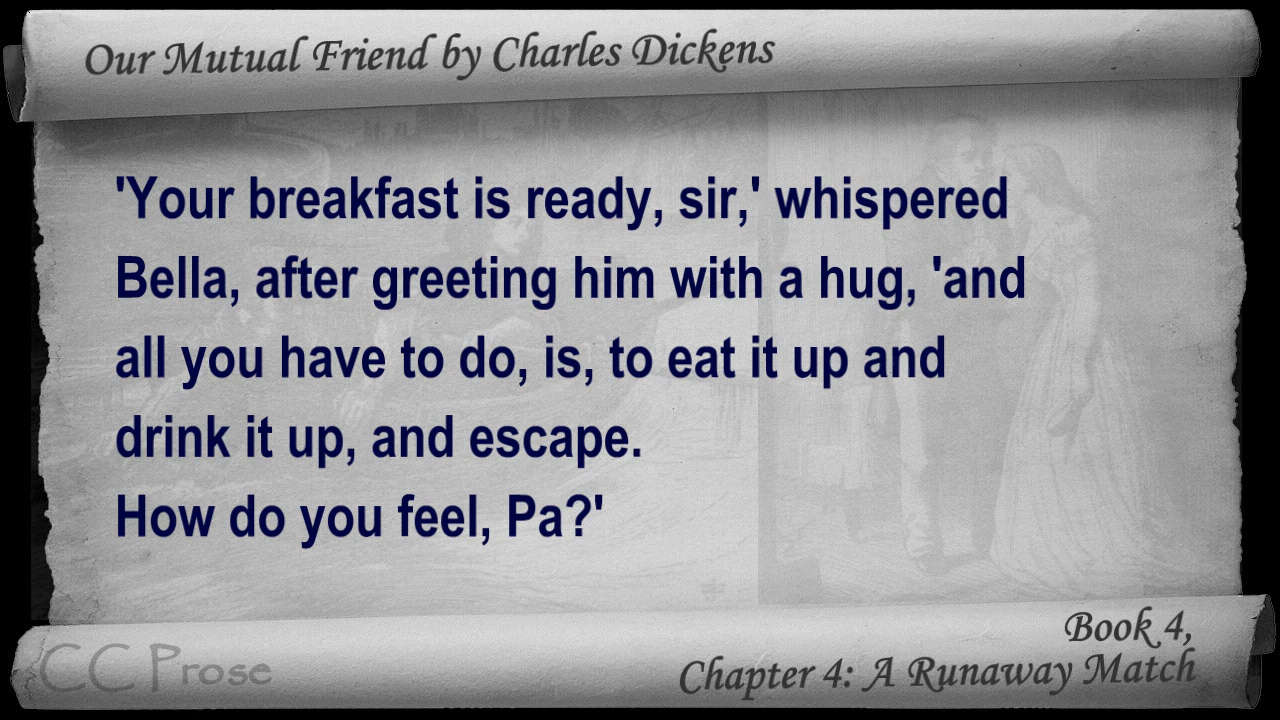 Our Mutual Friend by Charles Dickens
'Your breakfast is ready, sir,' whispered
Bella, after greeting him with a hug, 'and
all you have to do, is, to eat it up and
drink it up, and escape.
How do you feel, Pa?'
Book 4,
Chapter 4: A Runaway Match
CC Prose